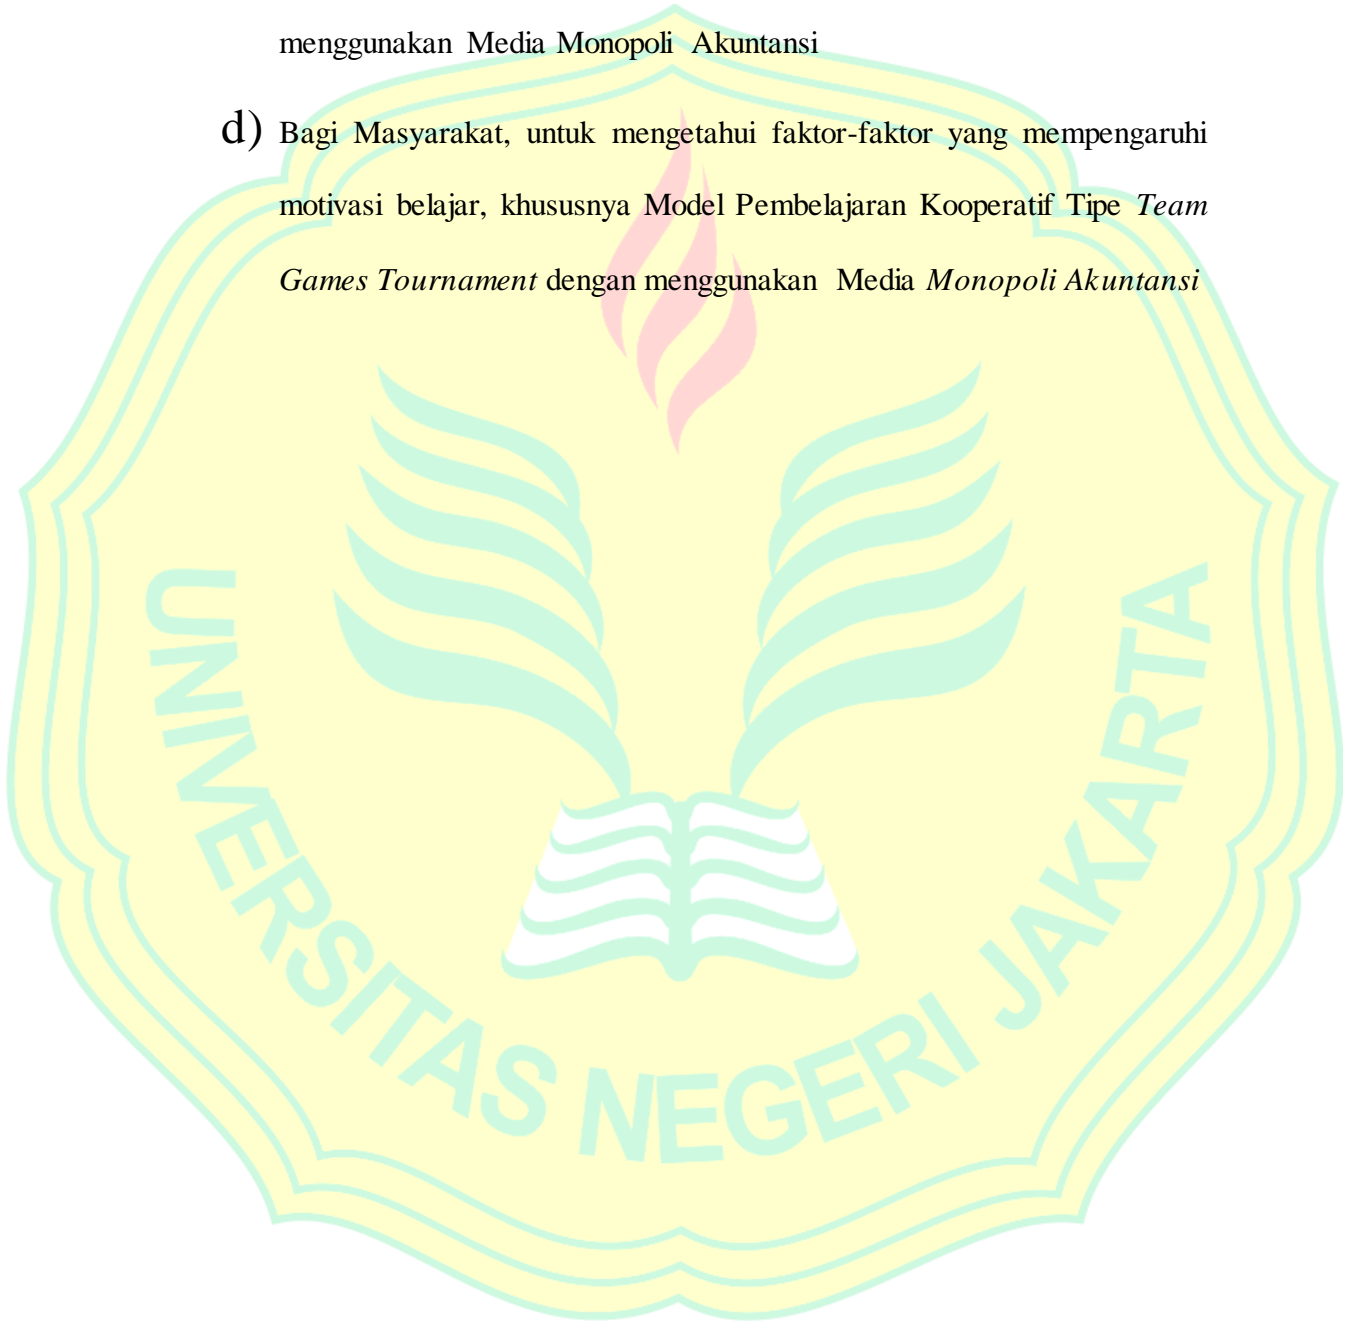 menggunakan Media Monopoli Akuntansi
d) Bagi Masyarakat, untuk mengetahui faktor-faktor yang mempengaruhi
motivasi belajar, khususnya Model Pembelajaran Kooperatif Tipe Team
Games Tournament dengan menggunakan Media Monopoli Akuntansi
UNIVERSITAS NEGERI JAKARTA